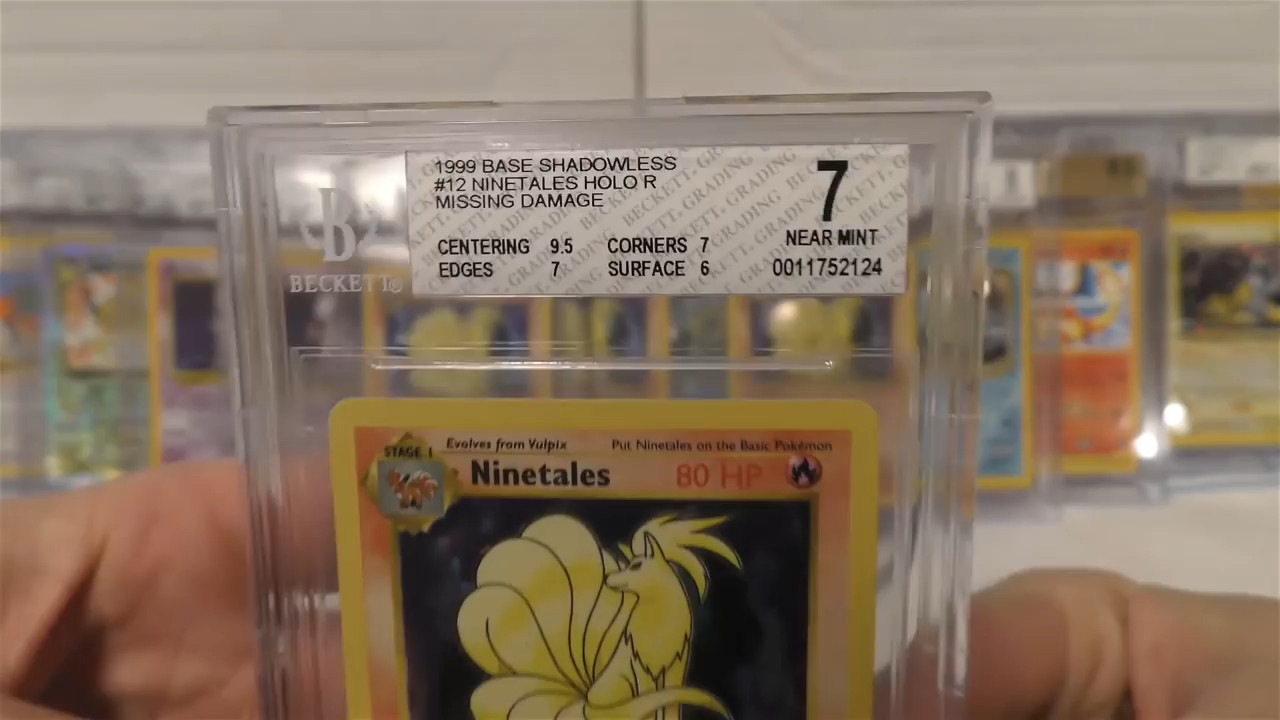 1999 BASE SHADOWLESS
#12 NINETALES HOLO R
MISSING DAMAGE
7
CENTERING 9.5 CORNERS 7
NEAR MINT
EDGES 7 SURFACE 6
0011752124
B
BECKETT®
STAGE 1
Evolves from Vulpix
Put Ninetales on the Basic Pokémon
Ninetales
80 HP